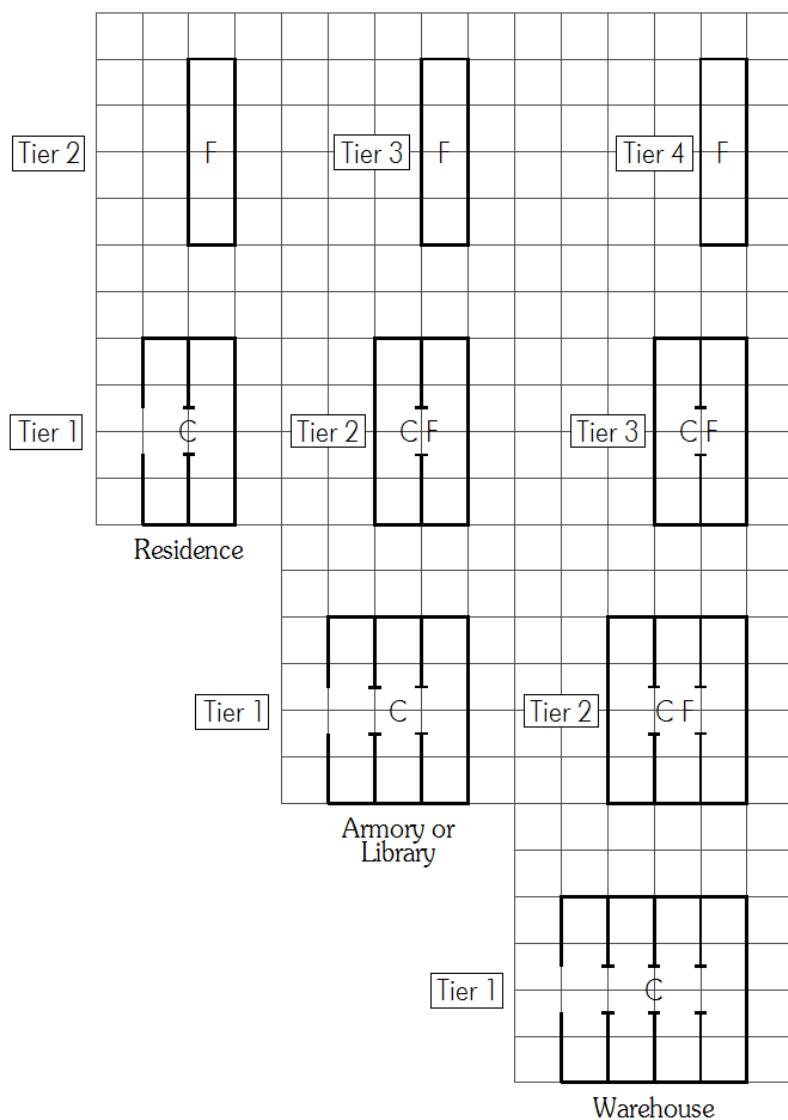 Tier 2 F Tier 3 F Tier 4 F
Tier 1 C Tier 2 C F Tier 3 C F
Residence
Tier 1 C Tier 2 C F
Armory or
Library
Tier 1 C
Warehouse